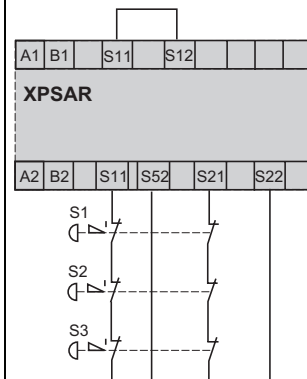 A1 B1 S11 S12
XPSAR
A2 B2 S11 S52 S21 S22
S1
S2
S3